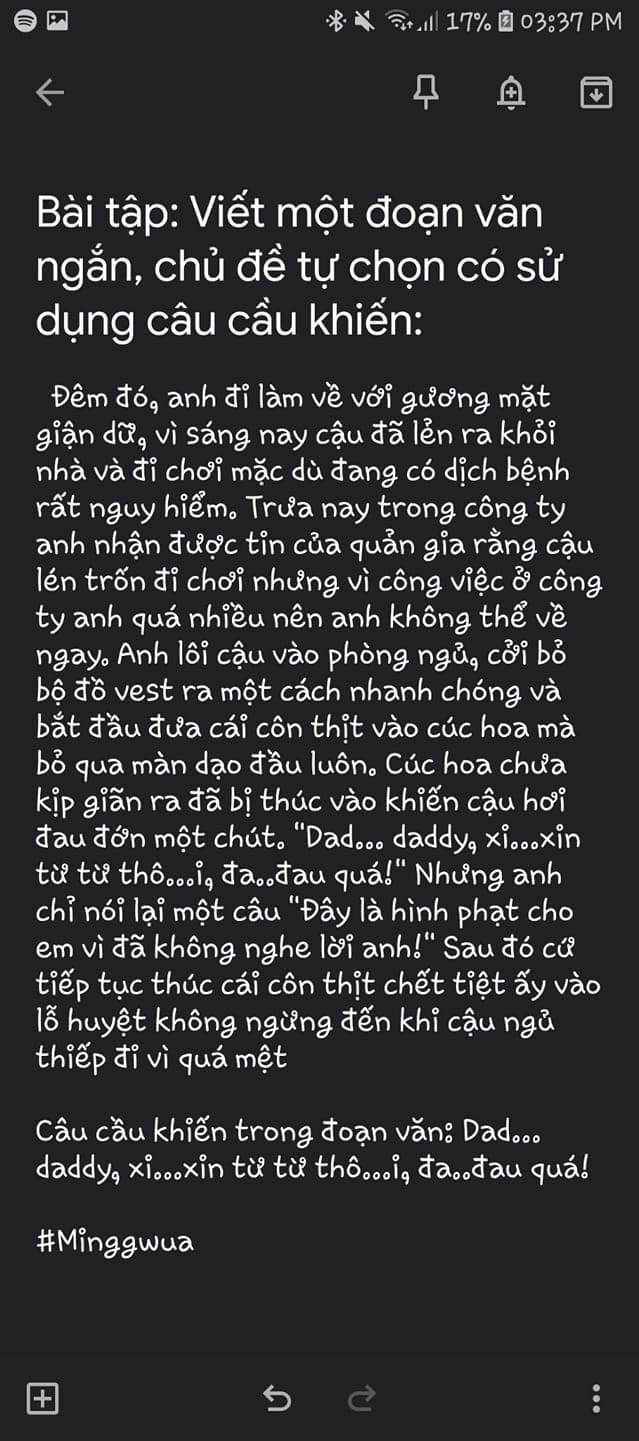 17% 03:37 PM
Bài tập: Viết một đoạn văn
ngắn, chủ đề tự chọn có sử
dụng câu cầu khiến:
Đêm đó, anh đi làm về với gương mặt
giận dữ, vì sáng nay cậu đã lẻn ra khỏi
nhà và đi chơi mặc dù đang có dịch bệnh
rất nguy hiểm. Trưa nay trong công ty
anh nhận được tin của quản gia rằng cậu
lén trốn đi chơi nhưng vì công việc ở công
ty anh quá nhiều nên anh không thể về
ngay. Anh lôi cậu vào phòng ngủ, cởi bỏ
bộ đồ vest ra một cách nhanh chóng và
bắt đầu đưa cái côn thịt vào cúc hoa mà
bỏ qua màn dạo đầu luôn. Cúc hoa chưa
kịp giãn ra đã bị thúc vào khiến cậu hơi
đau đớn một chút. "Dad... daddy, xi...xin
từ từ thô...i, đa..đau quá!" Nhưng anh
chỉ nói lại một câu "Đây là hình phạt cho
em vì đã không nghe lời anh!" Sau đó cứ
tiếp tục thúc cái côn thịt chết tiệt ấy vào
lỗ huyệt không ngừng đến khi cậu ngủ
thiếp đi vì quá mệt
Câu cầu khiến trong đoạn văn: Dad...
daddy, xi...xin từ từ thô...i, đa..đau quá!
#Minggwua